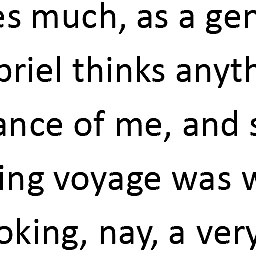 es much, as a gen
briel thinks anyth
ance of me, and s
ing voyage was w
oking, nay, a very